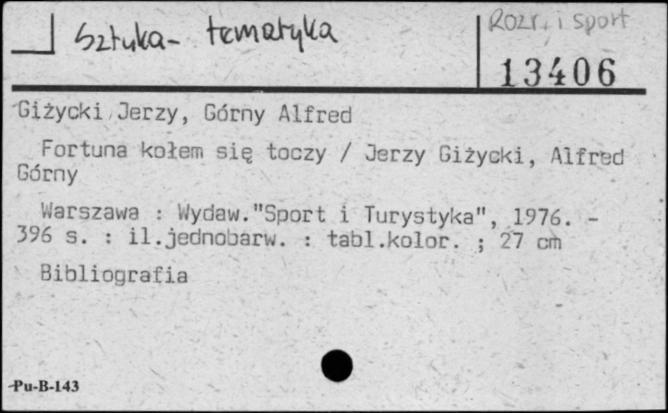 Sztuka - tematyka
Rozr. i sport
13406
Giżycki Jerzy, Górny Alfred
Fortuna kołem się toczy / Jerzy Giżycki, Alfred
Górny
Warszawa : Wydaw."Sport i Turystyka", 1976. -
396 s. : il.jednobarw. : tabl.kolor. ; 27 cm
Bibliografia
Pu-B-143